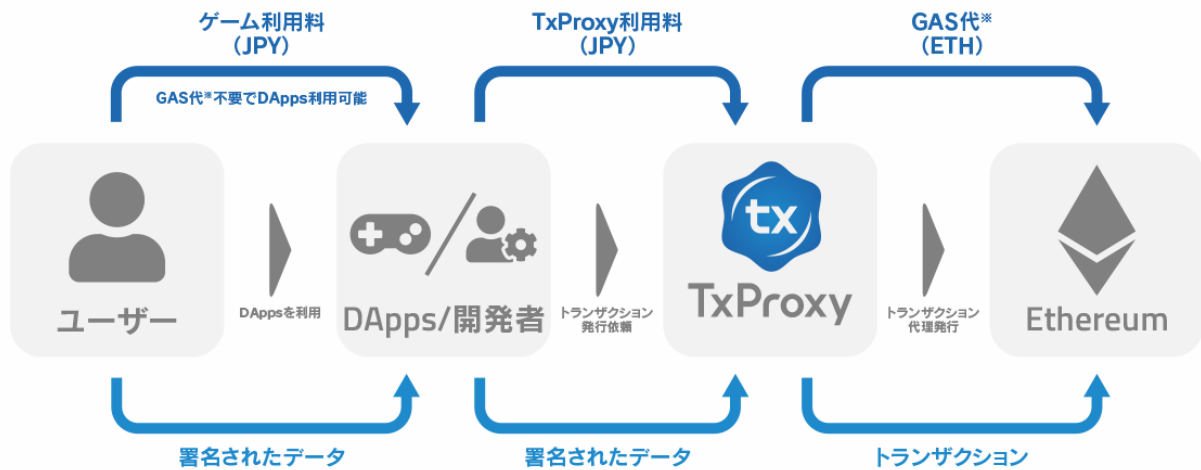 ゲーム利用料
（JPY）
TxProxy利用料
（JPY）
GAS代※
（ETH）
GAS代※不要でDApps利用可能
tx
ユーザー
DAppsを利用
DApps/開発者
トランザクション
発行依頼
TxProxy
トランザクション
代理発行
Ethereum
署名されたデータ
署名されたデータ
トランザクション